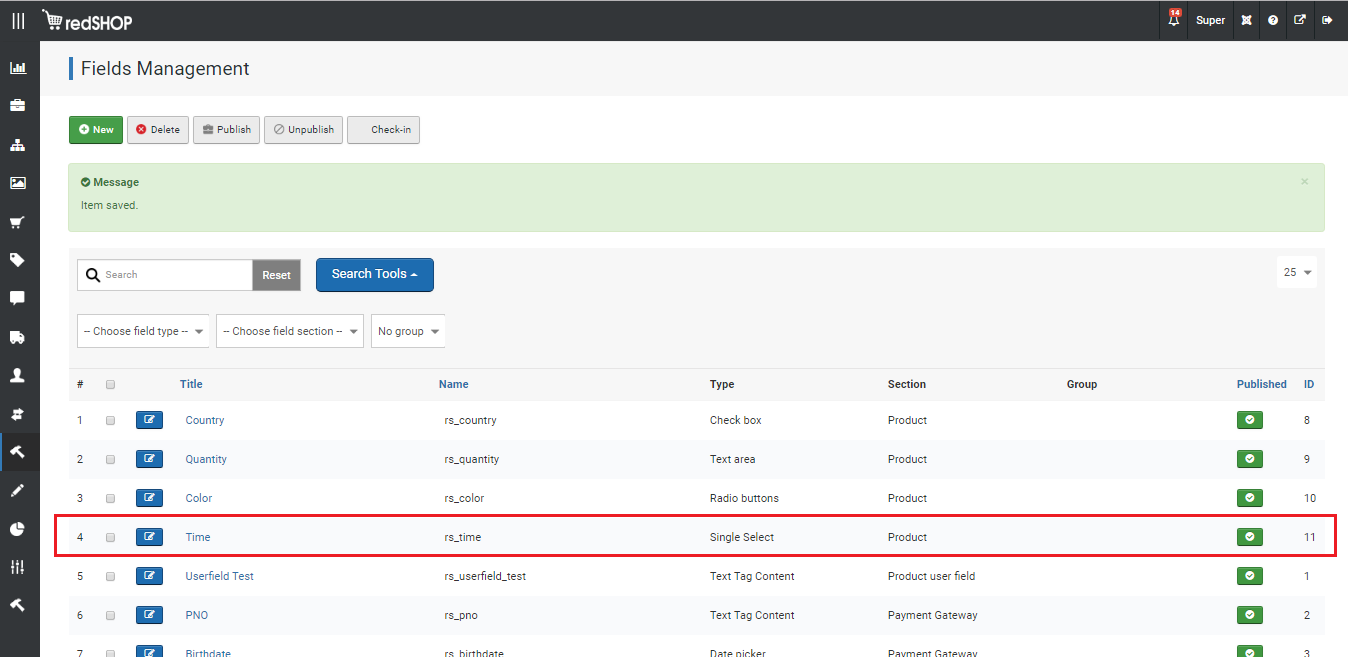 redSHOP 14 Super
Fields Management
New Delete Publish Unpublish Check-in
Message ×
Item saved.
Search Reset Search Tools 25
-- Choose field type -- -- Choose field section -- No group
# Title Name Type Section Group Published ID
1 Country rs_country Check box Product 8
2 Quantity rs_quantity Text area Product 9
3 Color rs_color Radio buttons Product 10
4 Time rs_time Single Select Product 11
5 Userfield Test rs_userfield_test Text Tag Content Product user field 1
6 PNO rs_pno Text Tag Content Payment Gateway 2
7 Birthdate rs_birthdate Date picker Payment Gateway 3